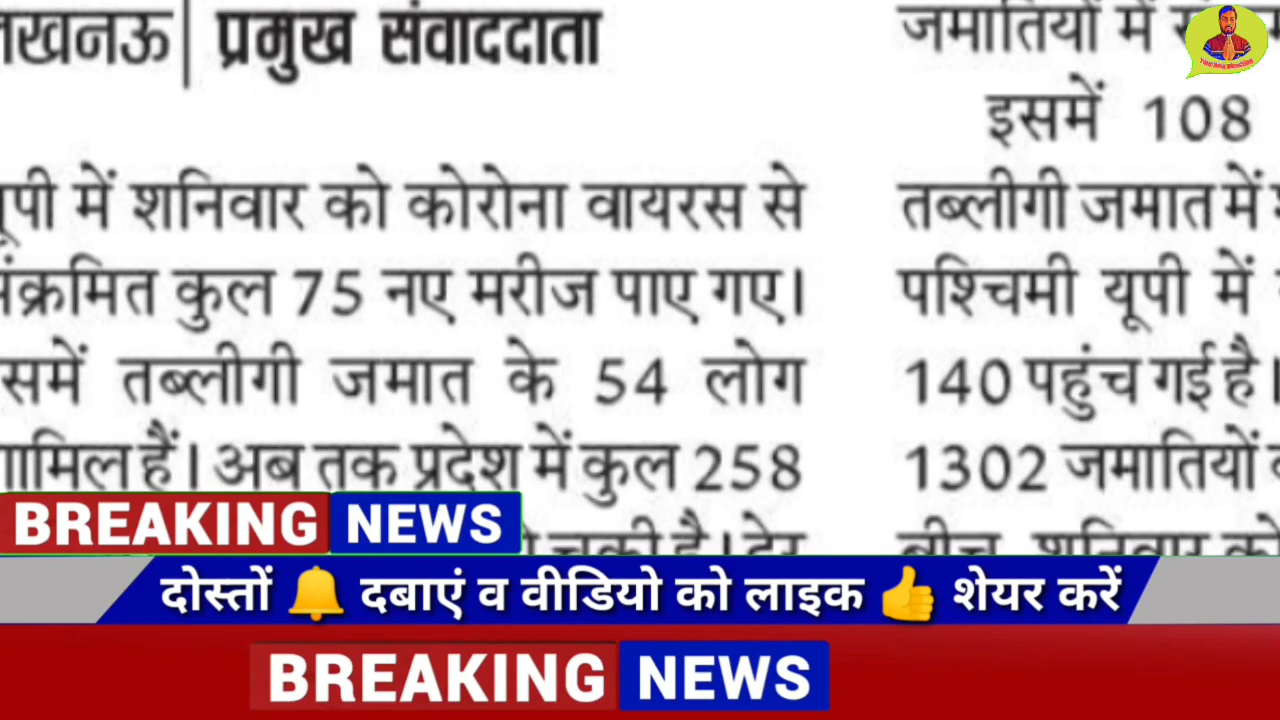 लखनऊ| प्रमुख संवाददाता
यूपी में शनिवार को कोरोना वायरस से
संक्रमित कुल 75 नए मरीज पाए गए।
इसमें तब्लीगी जमात के 54 लोग
शामिल हैं। अब तक प्रदेश में कुल 258
चुकी है। देर
जमातियों में
इसमें 108
तब्लीगी जमात में
पश्चिमी यूपी में
140 पहुंच गई है।
1302 जमातियों
बीच शनिवार को
BREAKING NEWS
दोस्तों 🔔 दबाएं व वीडियो को लाइक 👍 शेयर करें
BREAKING NEWS